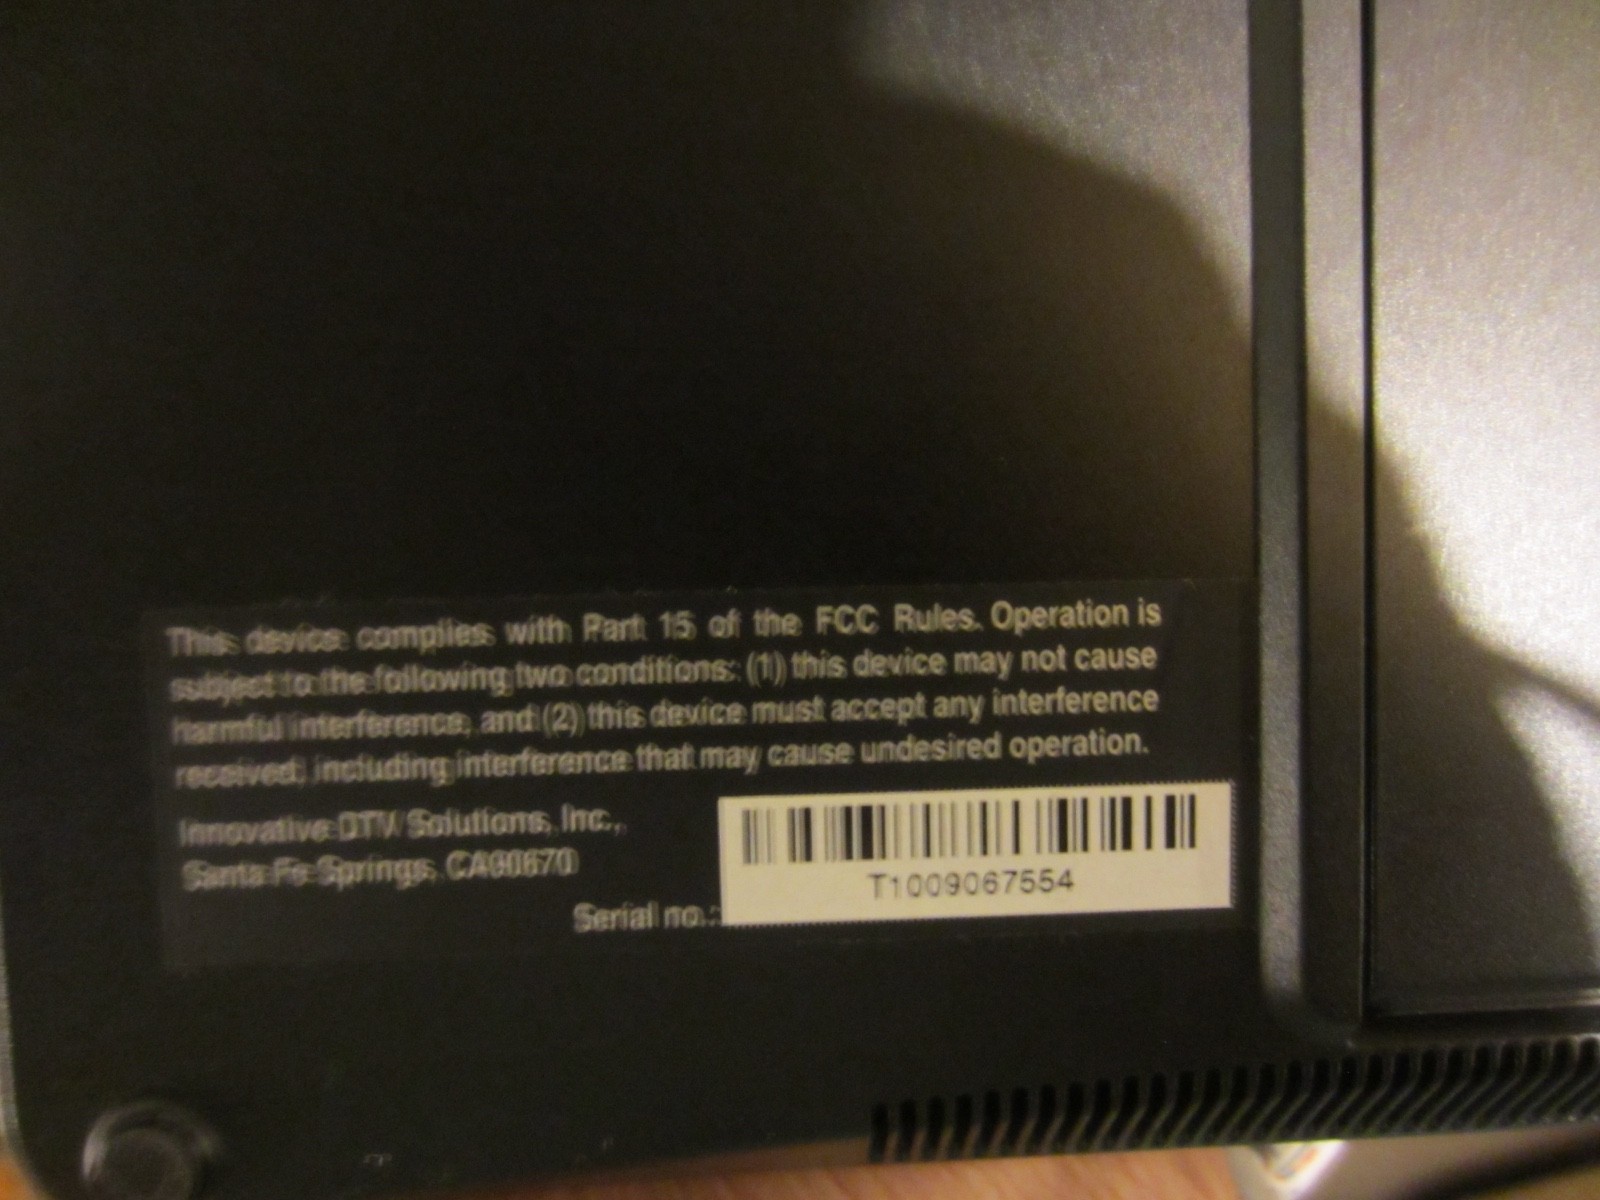 This device complies with Part 15 of the FCC Rules. Operation is
subject to the following two conditions: (1) this device may not cause
harmful interference, and (2) this device must accept any interference
received, including interference that may cause undesired operation.
Innovative DTV Solutions, Inc.,
Santa Fe Springs, CA90670
Serial no.:
T1009067554